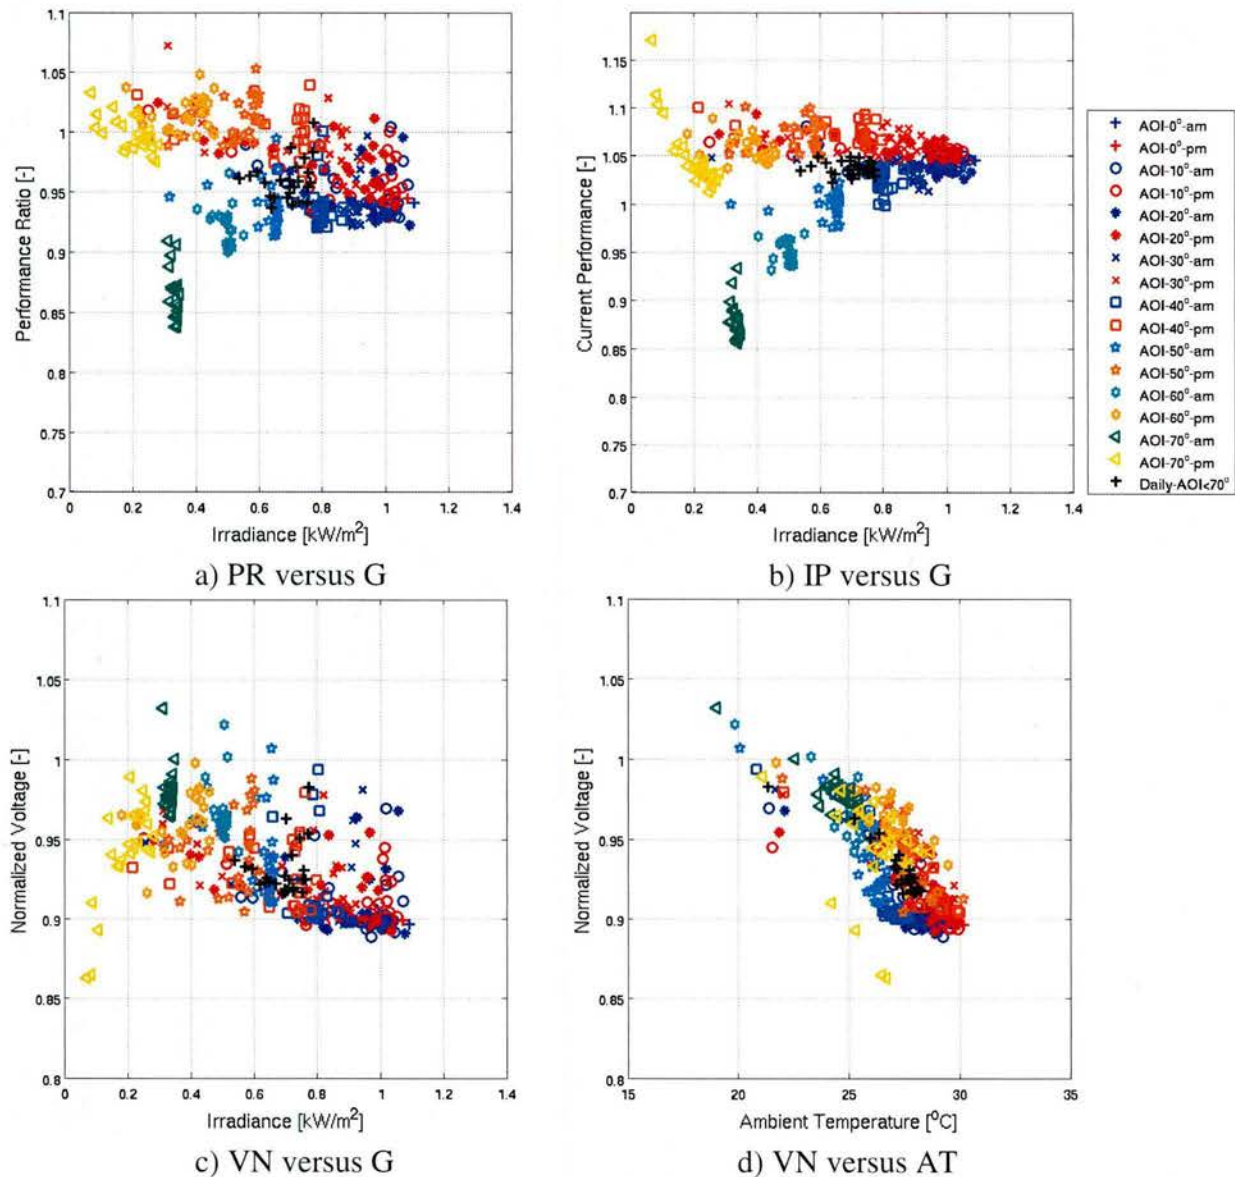 1.1
1.05
1
0.95
0.9
0.85
0.8
0.75
0.7
0 0.2 0.4 0.6 0.8 1 1.2 1.4
Performance Ratio [-]
Irradiance [kW/m²]
a) PR versus G
1.2
1.15
1.1
1.05
1
0.95
0.9
0.85
0.8
0.75
0.7
0 0.2 0.4 0.6 0.8 1 1.2 1.4
Current Performance [-]
Irradiance [kW/m²]
b) IP versus G
AOI-0°-am
AOI-0°-pm
AOI-10°-am
AOI-10°-pm
AOI-20°-am
AOI-20°-pm
AOI-30°-am
AOI-30°-pm
AOI-40°-am
AOI-40°-pm
AOI-50°-am
AOI-50°-pm
AOI-60°-am
AOI-60°-pm
AOI-70°-am
AOI-70°-pm
Daily-AOI<70°
1.1
1.05
1
0.95
0.9
0.85
0.8
0 0.2 0.4 0.6 0.8 1 1.2 1.4
Normalized Voltage [-]
Irradiance [kW/m²]
c) VN versus G
1.1
1.05
1
0.95
0.9
0.85
0.8
15 20 25 30 35
Normalized Voltage [-]
Ambient Temperature [°C]
d) VN versus AT